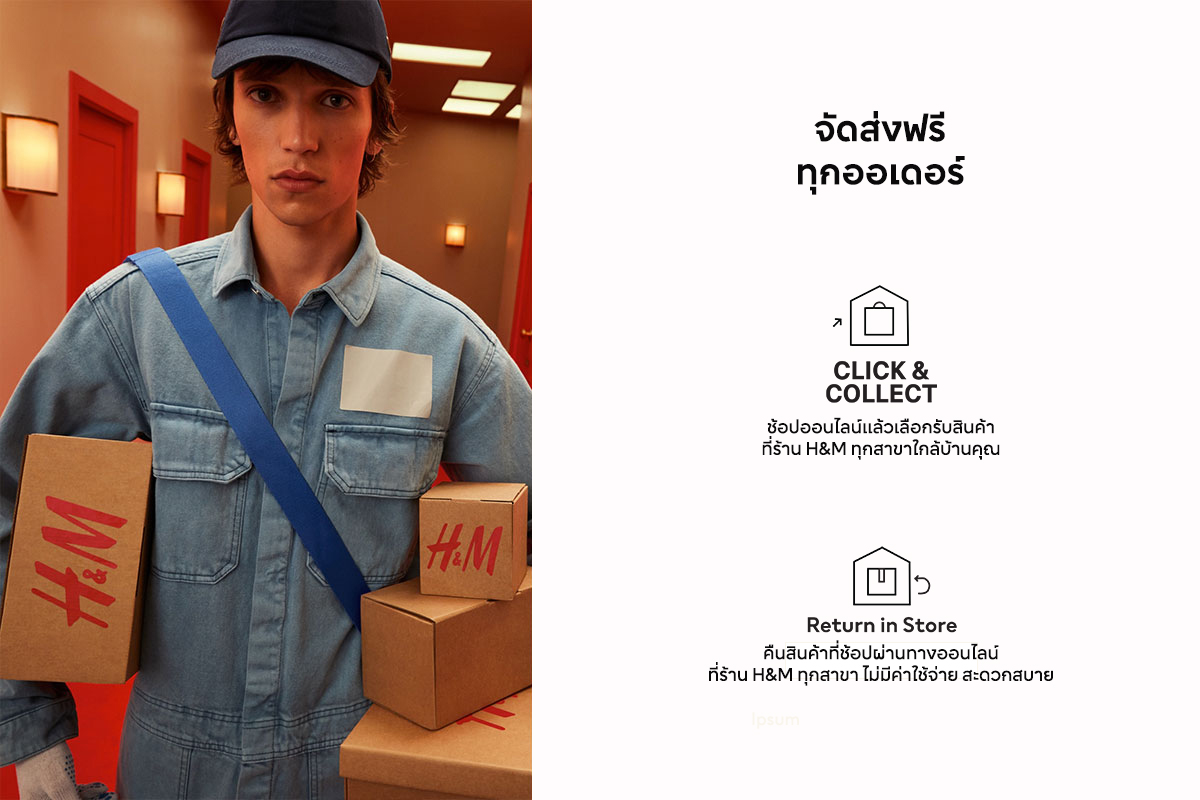 จัดส่งฟรี
ทุกออเดอร์
CLICK &
COLLECT
ช้อปออนไลน์แล้วเลือกรับสินค้า
ที่ร้าน H&M ทุกสาขาใกล้บ้านคุณ
Return in Store
คืนสินค้าที่ช้อปผ่านทางออนไลน์
ที่ร้าน H&M ทุกสาขา ไม่มีค่าใช้จ่าย สะดวกสบาย
Ipsum
H&M
H&M
H&M